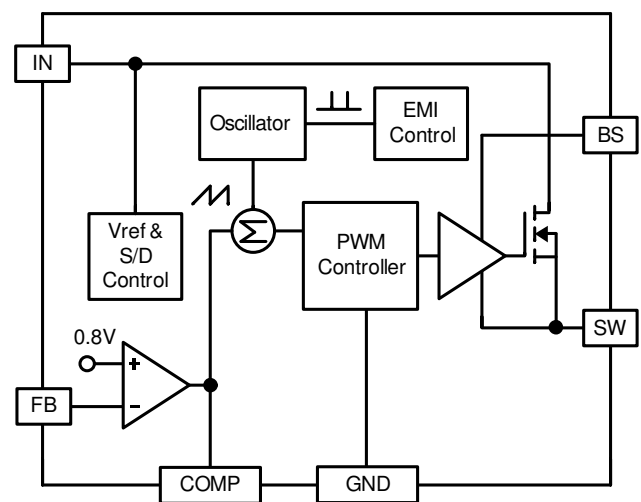 IN
Oscillator
EMI
Control
BS
Vref &
S/D
Control
Σ
PWM
Controller
0.8V
+
−
SW
FB
COMP
GND